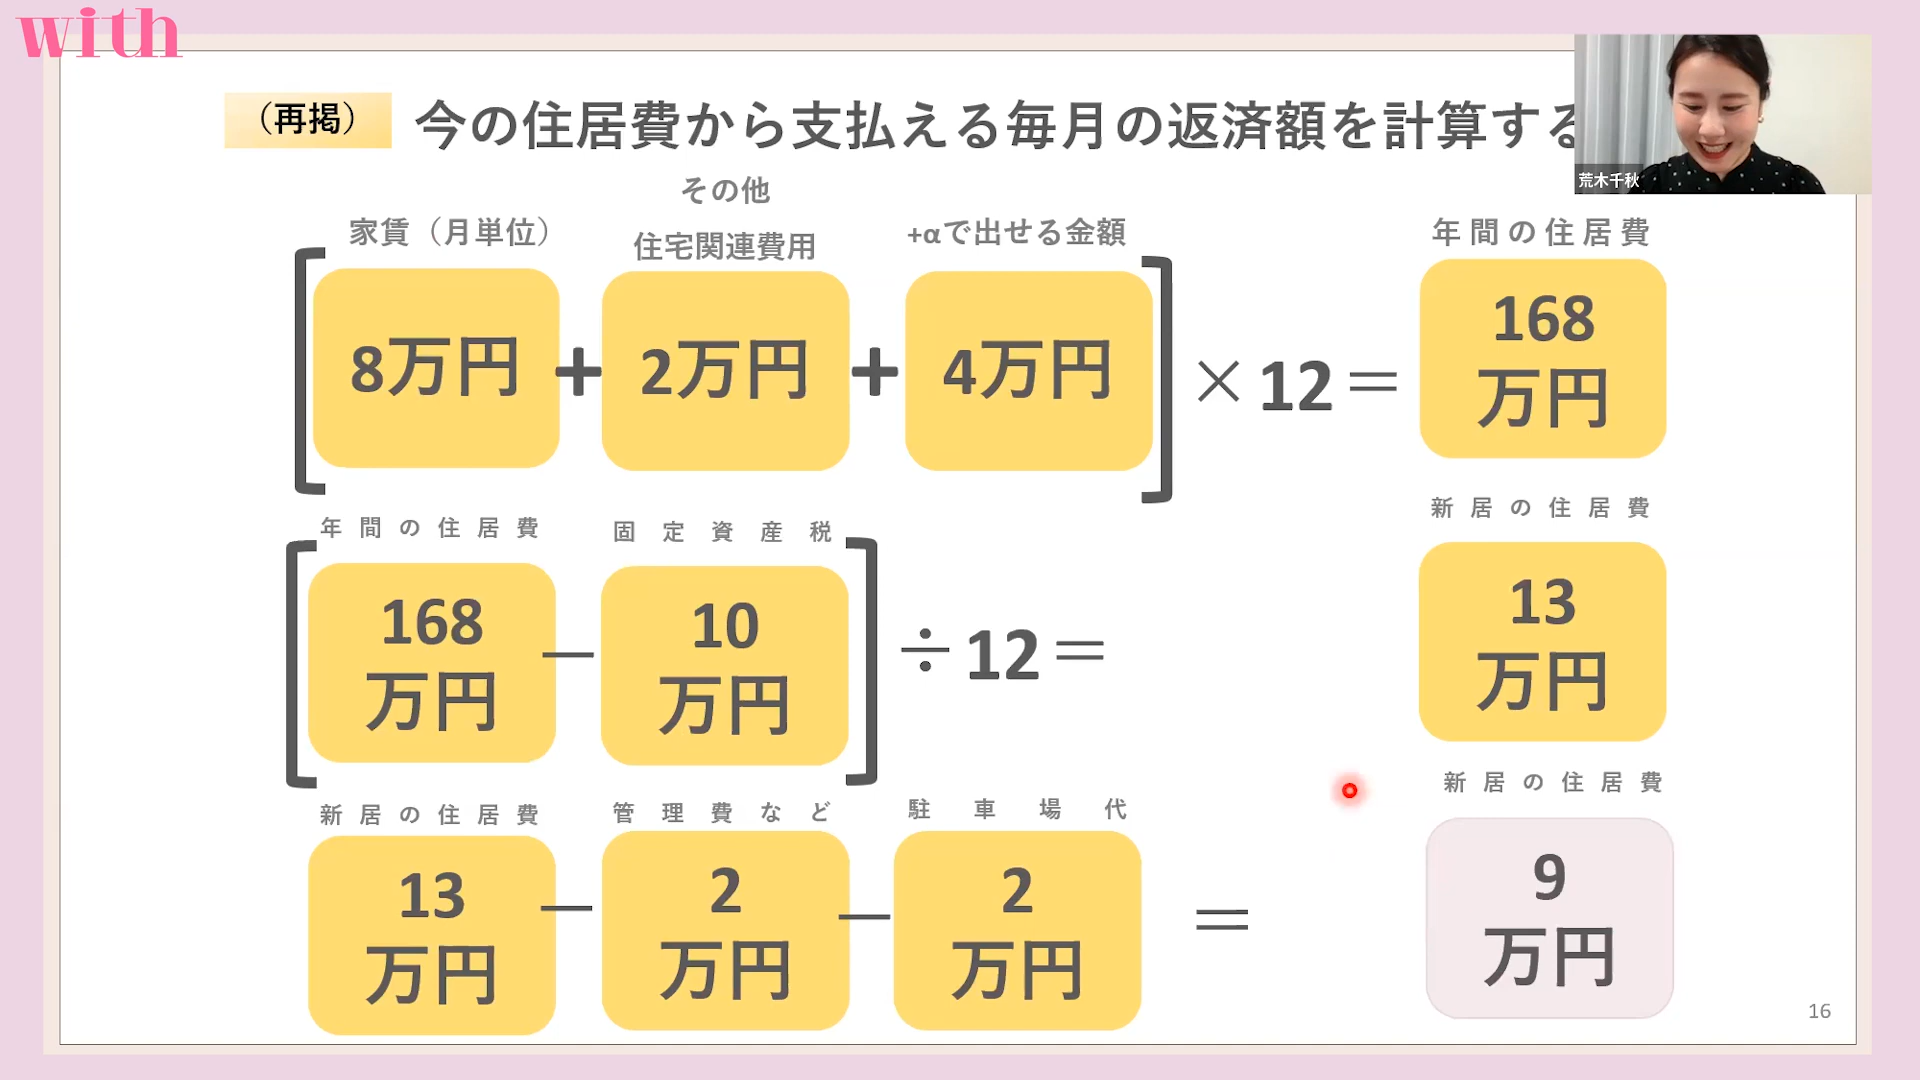 with
（再掲）
今の住居費から支払える毎月の返済額を計算する
荒木千秋
家賃（月単位）
その他
住宅関連費用
+αで出せる金額
年間の住居費
8万円
+
2万円
+
4万円
×12＝
168
万円
年間の住居費
固定資産税
新居の住居費
168
万円
－
10
万円
÷12＝
13
万円
新居の住居費
管理費など
駐車場代
新居の住居費
13
万円
－
2
万円
－
2
万円
＝
9
万円
16